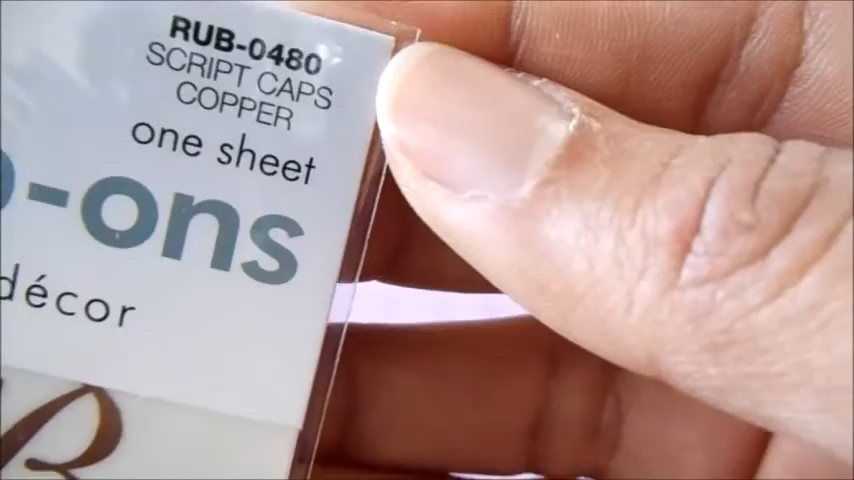 RUB-0480
SCRIPT CAPS
COPPER
one sheet
-ons
décor